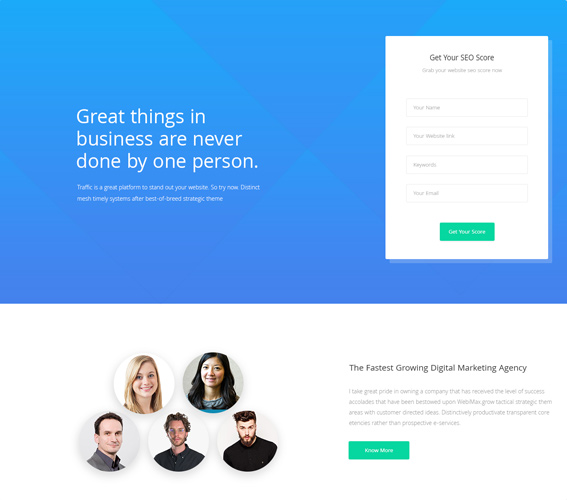 Get Your SEO Score
Grab your website seo score now
Your Name
Great things in
business are never
done by one person.
Your Website link
Keywords
Traffic is a great platform to stand out your website. So try now. Distinct
mesh timely systems after best-of-breed strategic theme
Your Email
Get Your Score
The Fastest Growing Digital Marketing Agency
I take great pride in owning a company that has received the level of success
accolades that have been bestowed upon WebiMax.grow tactical strategic them
areas with customer directed ideas. Distinctively productivate transparent core
etencies rather than prospective e-services.
Know More